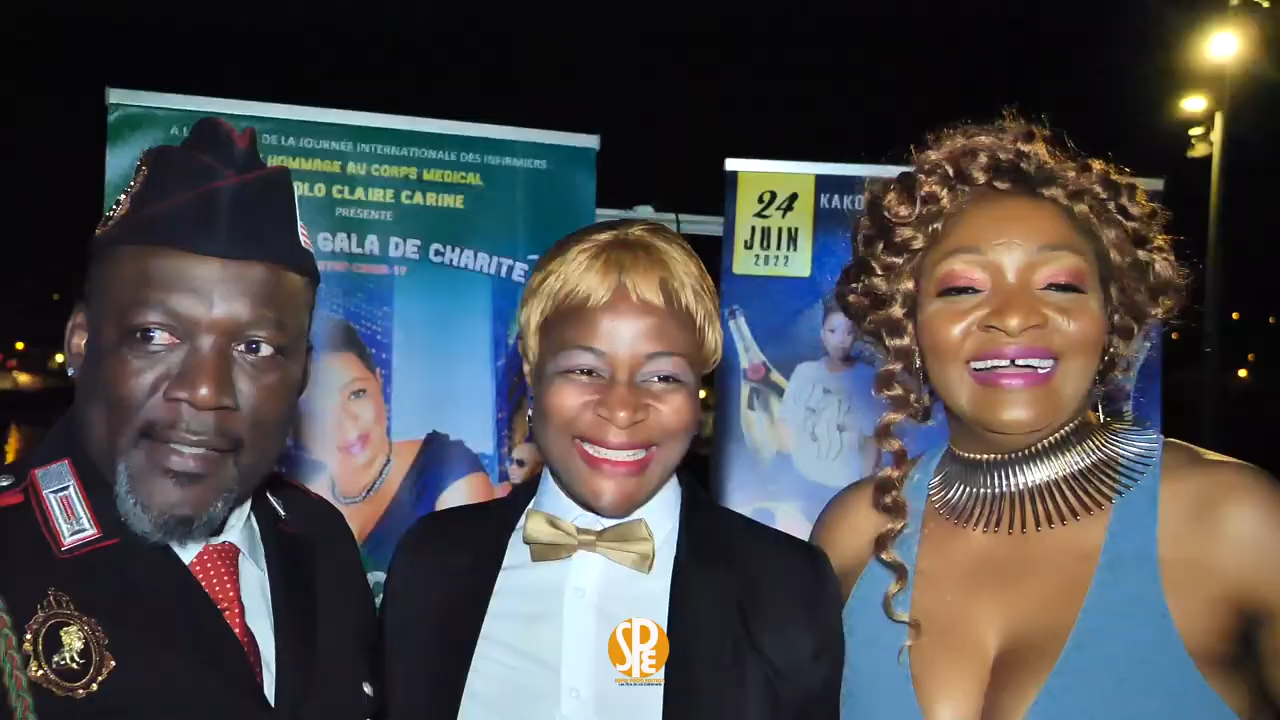 DE LA JOURNÉE INTERNATIONALE DES INFIRMIERS
HOMMAGE AU CORPS MEDICAL
OLO CLAIRE CARINE
PRÉSENTE
GALA DE CHARITE
24
JUIN
2022
KAKO
SPE